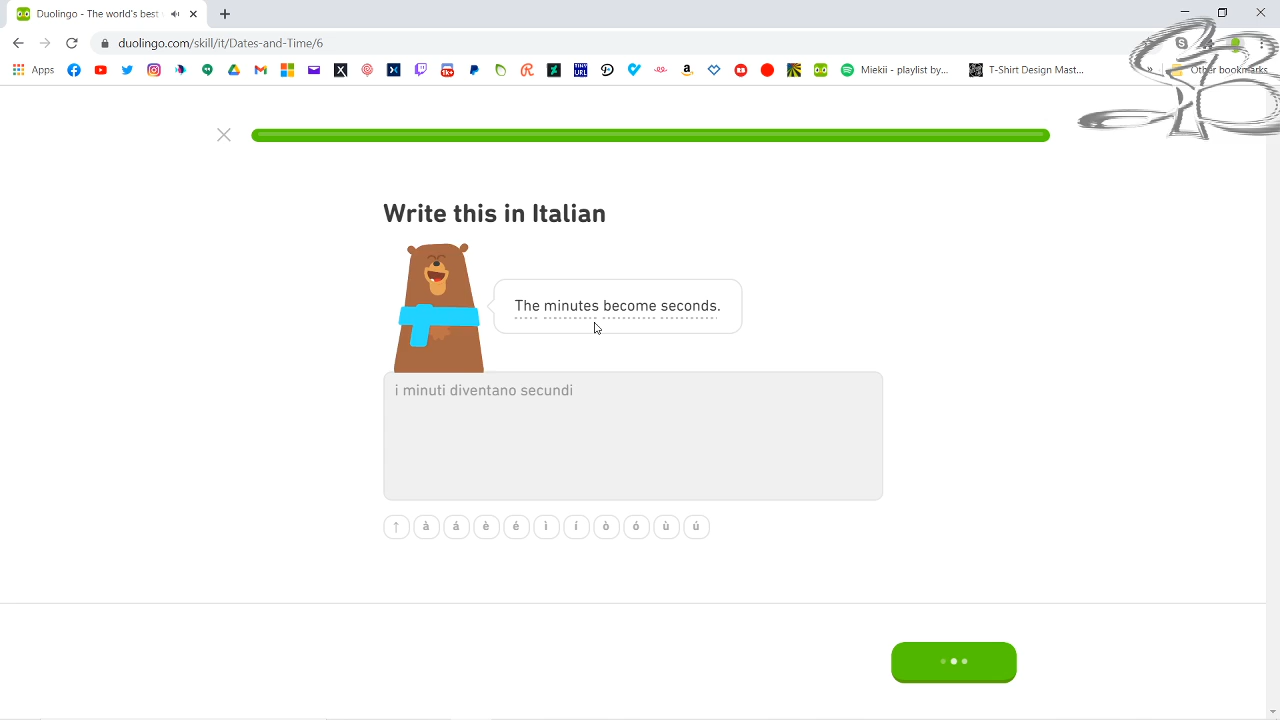 Duolingo - The world's best
duolingo.com/skill/it/Dates-and-Time/6
Apps
Miekii - playlist by...
T-Shirt Design Mast...
»
Other bookmarks
Write this in Italian
The minutes become seconds.
i minuti diventano secundi
↑ à á è é ì í ò ó ù ú